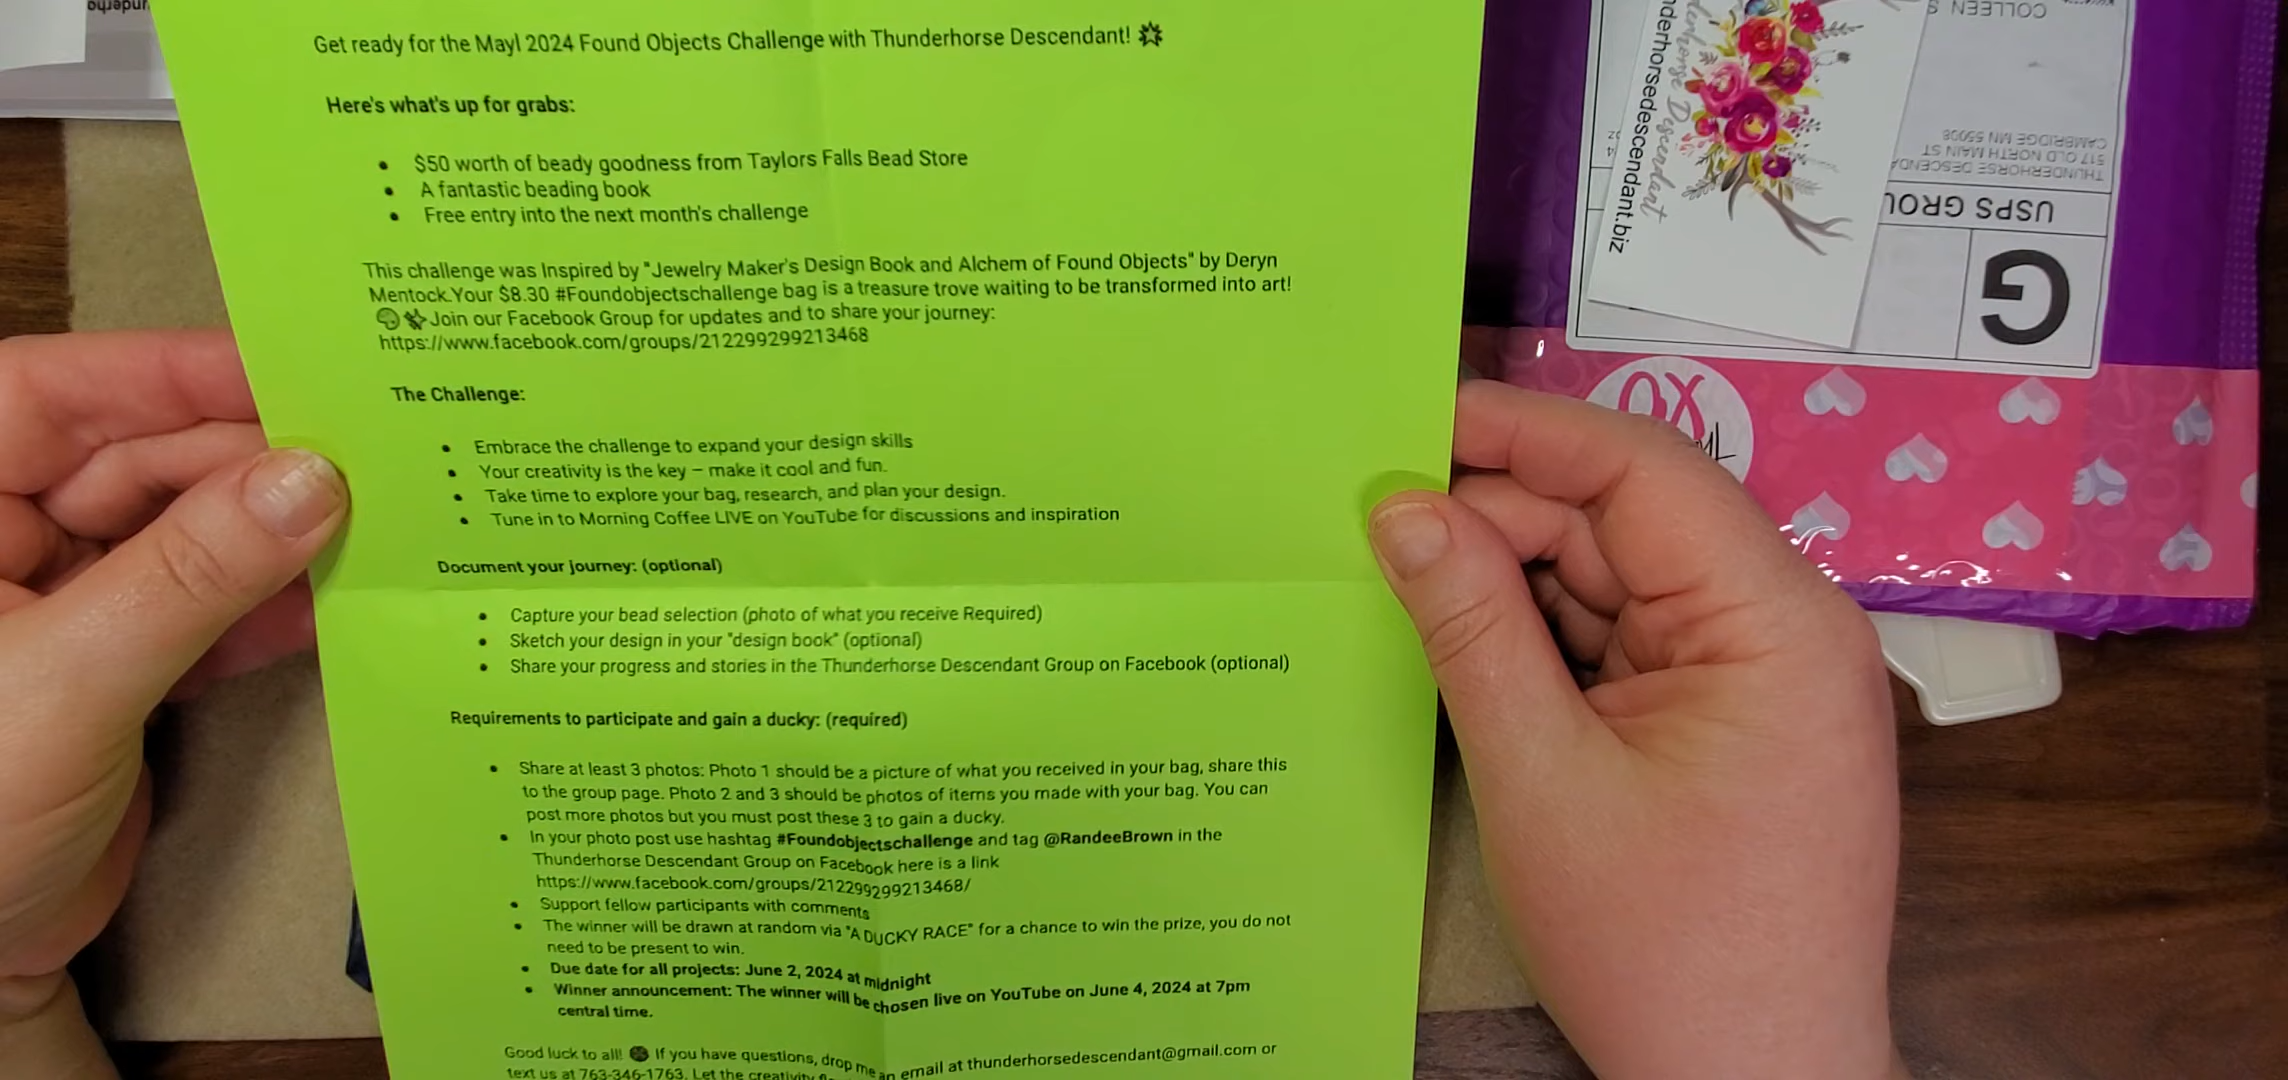 Get ready for the Mayl 2024 Found Objects Challenge with Thunderhorse Descendant!
Here's what's up for grabs:
• $50 worth of beady goodness from Taylors Falls Bead Store
• A fantastic beading book
• Free entry into the next month's challenge
This challenge was Inspired by "Jewelry Maker's Design Book and Alchem of Found Objects" by Deryn
Mentock.Your $8.30 #Foundobjectschallenge bag is a treasure trove waiting to be transformed into art!
Join our Facebook Group for updates and to share your journey:
https://www.facebook.com/groups/212299299213468
The Challenge:
• Embrace the challenge to expand your design skills
• Your creativity is the key – make it cool and fun.
• Take time to explore your bag, research, and plan your design.
• Tune in to Morning Coffee LIVE on YouTube for discussions and inspiration
Document your journey: (optional)
• Capture your bead selection (photo of what you receive Required)
• Sketch your design in your "design book" (optional)
• Share your progress and stories in the Thunderhorse Descendant Group on Facebook (optional)
Requirements to participate and gain a ducky: (required)
• Share at least 3 photos: Photo 1 should be a picture of what you received in your bag, share this
to the group page. Photo 2 and 3 should be photos of items you made with your bag. You can
post more photos but you must post these 3 to gain a ducky.
• In your photo post use hashtag #Foundobjectschallenge and tag @RandeeBrown in the
Thunderhorse Descendant Group on Facebook here is a link
https://www.facebook.com/groups/212299299213468/
• Support fellow participants with comments
• The winner will be drawn at random via "A DUCKY RACE" for a chance to win the prize, you do not
need to be present to win.
• Due date for all projects: June 2, 2024 at midnight
• Winner announcement: The winner will be chosen live on YouTube on June 4, 2024 at 7pm
central time.
Good luck to all! If you have questions, drop me an email at thunderhorsedescendant@gmail.com or
text us at 763-346-1763. Let the creativity
nderhorsedescendant.biz
derhorse Descendant
COLLEEN S
THUNDERHORSE DESCENDA
517 OLD NORTH MAIN ST
CAMBRIDGE MN 55008
USPS GROU
G